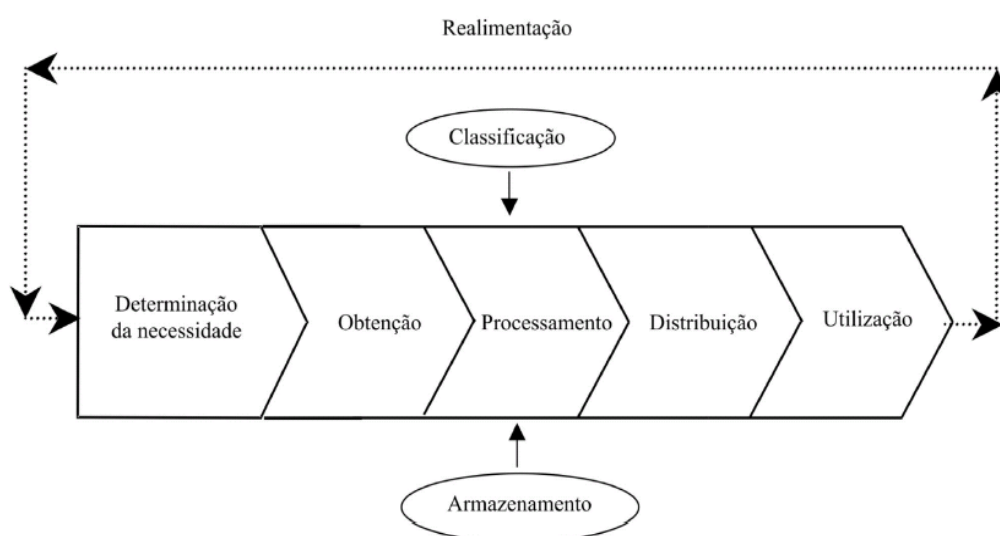 Realimentação
Classificação
Determinação
da necessidade
Obtenção
Processamento
Distribuição
Utilização
Armazenamento